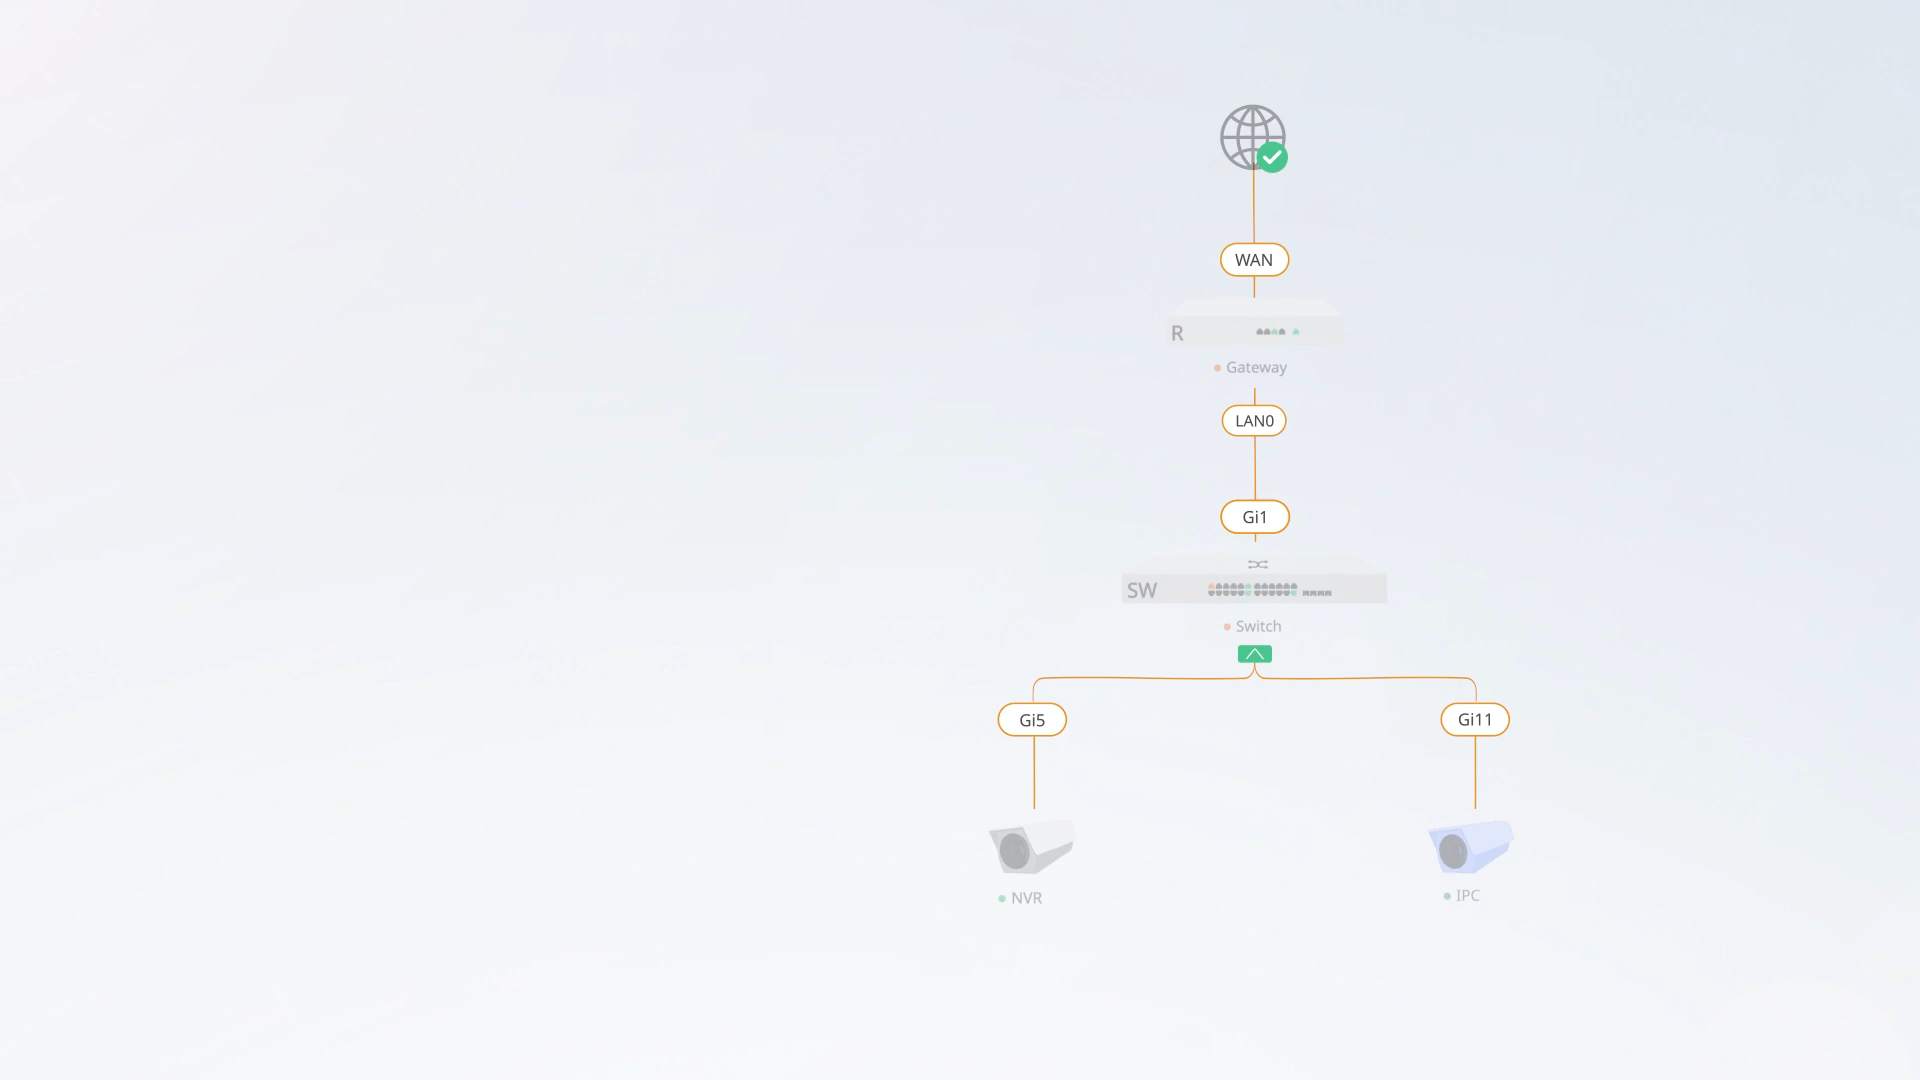 WAN
R
Gateway
LAN0
Gi1
SW
Switch
Gi5
Gi11
NVR
IPC